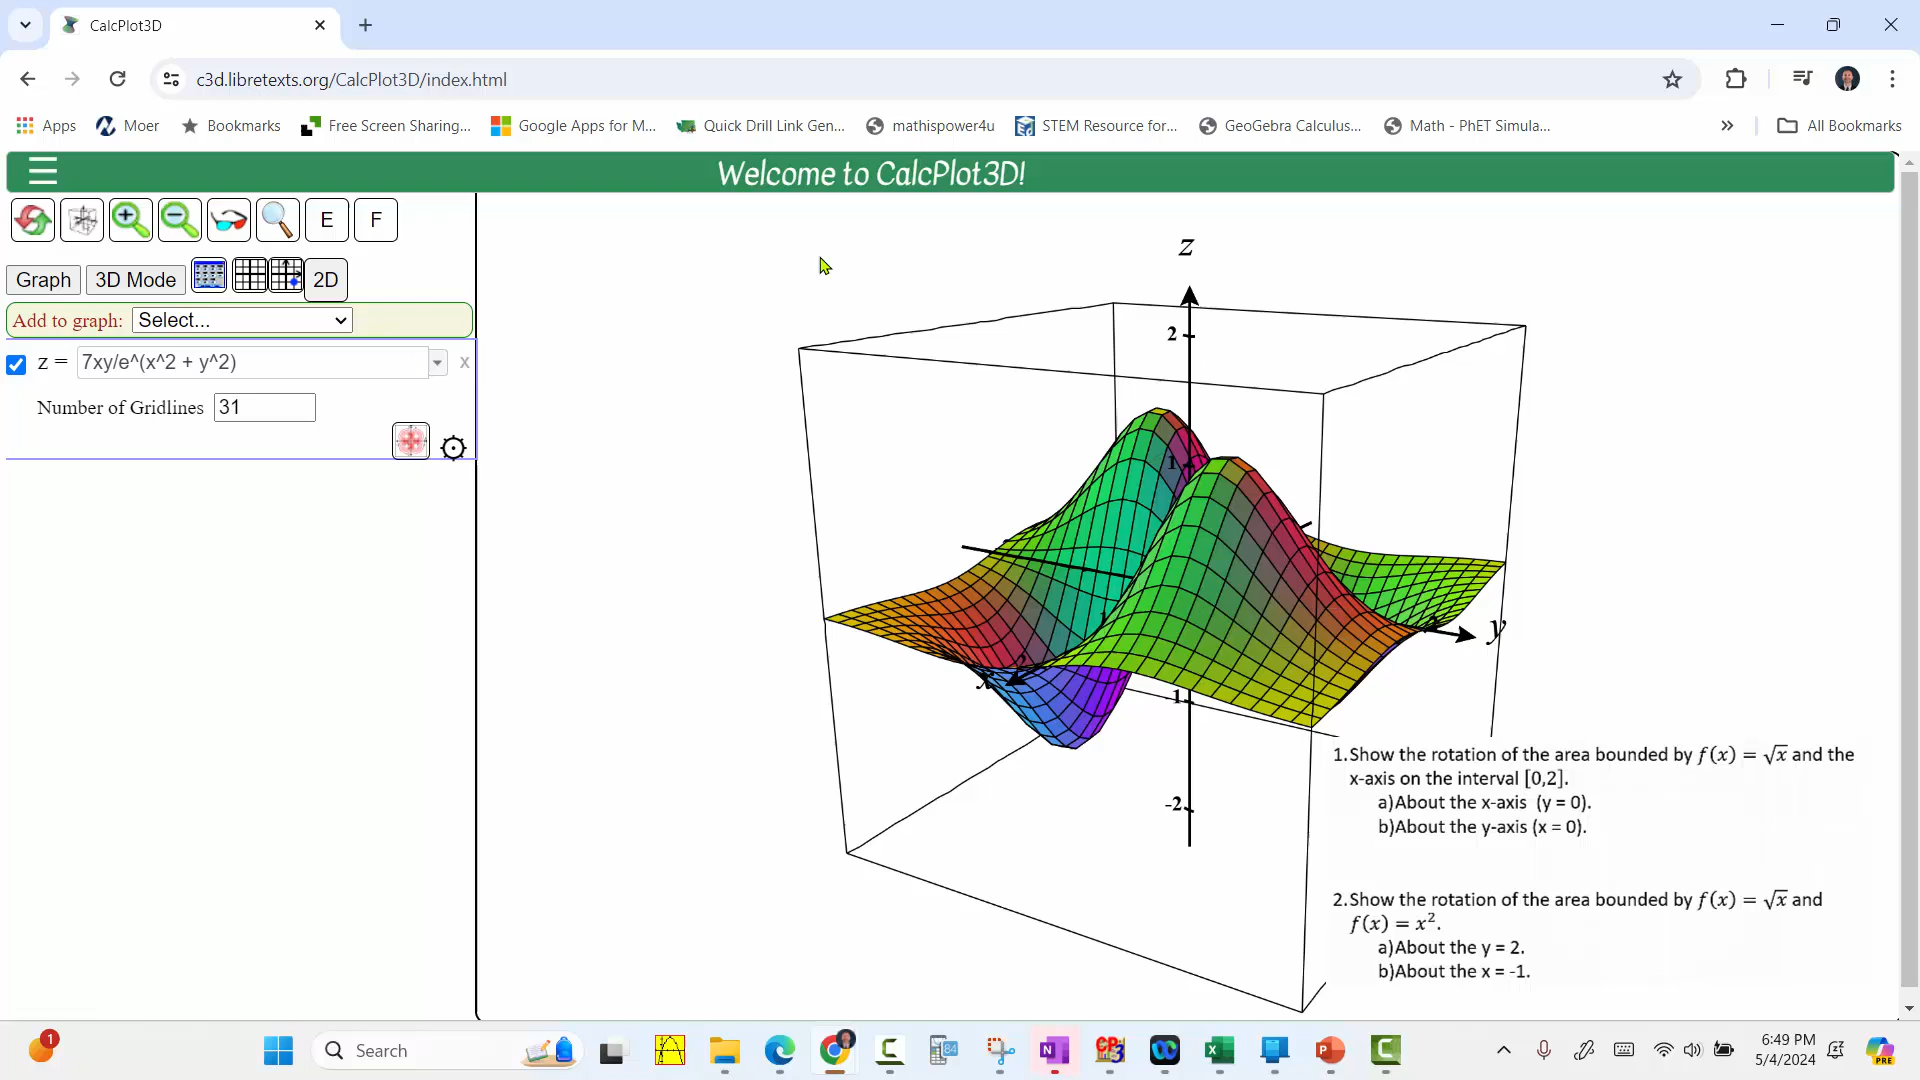 CalcPlot3D
c3d.libretexts.org/CalcPlot3D/index.html
Apps Moer Bookmarks Free Screen Sharing... Google Apps for M... Quick Drill Link Gen... mathispower4u STEM Resource for... GeoGebra Calculus... Math - PhET Simula... » All Bookmarks
Welcome to CalcPlot3D!
E F
Graph 3D Mode 2D
Add to graph: Select...
z = 7xy/e^(x^2 + y^2) x
Number of Gridlines 31
z
2
1
y
x
-1
-2
1. Show the rotation of the area bounded by f(x) = √x and the
x-axis on the interval [0,2].
a)About the x-axis (y = 0).
b)About the y-axis (x = 0).
2. Show the rotation of the area bounded by f(x) = √x and
f(x) = x².
a)About the y = 2.
b)About the x = -1.
1
Search
84
N
CP3
X
P
C
PRE
6:49 PM
5/4/2024